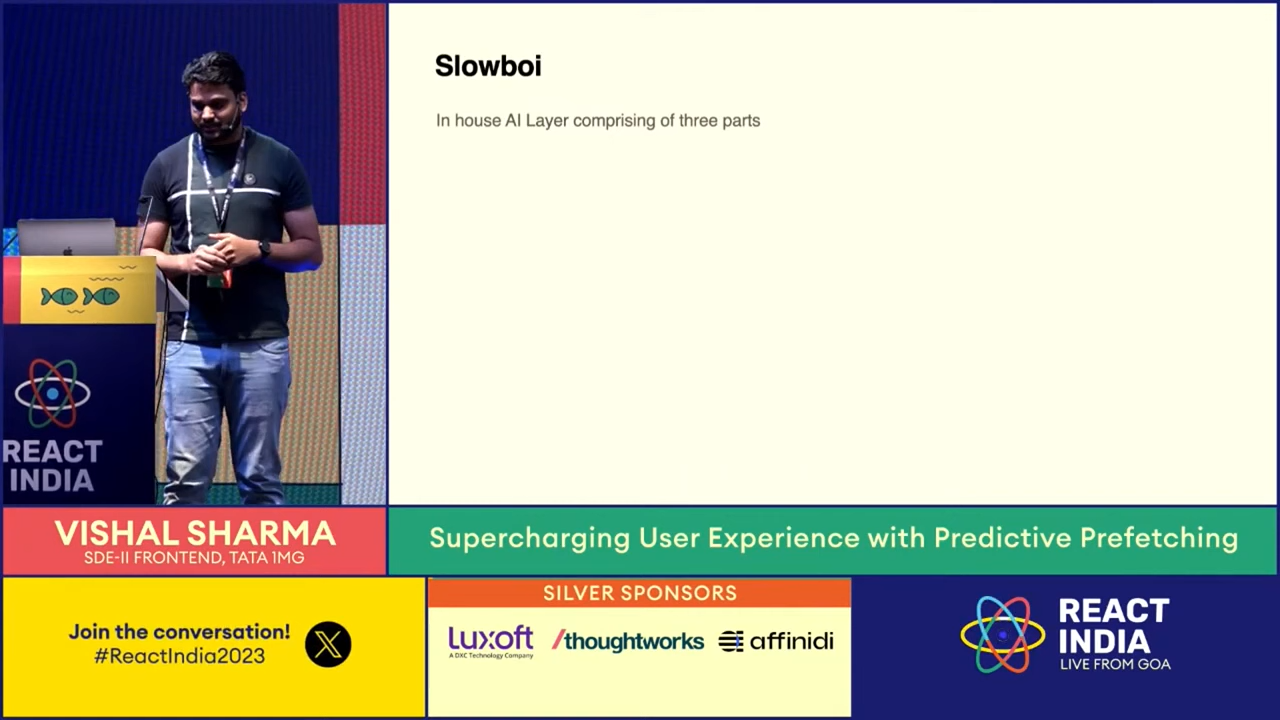 Slowboi
In house AI Layer comprising of three parts
REACT
INDIA
VISHAL SHARMA
SDE-II FRONTEND, TATA 1MG
Supercharging User Experience with Predictive Prefetching
Join the conversation!
#ReactIndia2023
SILVER SPONSORS
Luxoft
A DXC Technology Company
/thoughtworks
affinidi
REACT
INDIA
LIVE FROM GOA